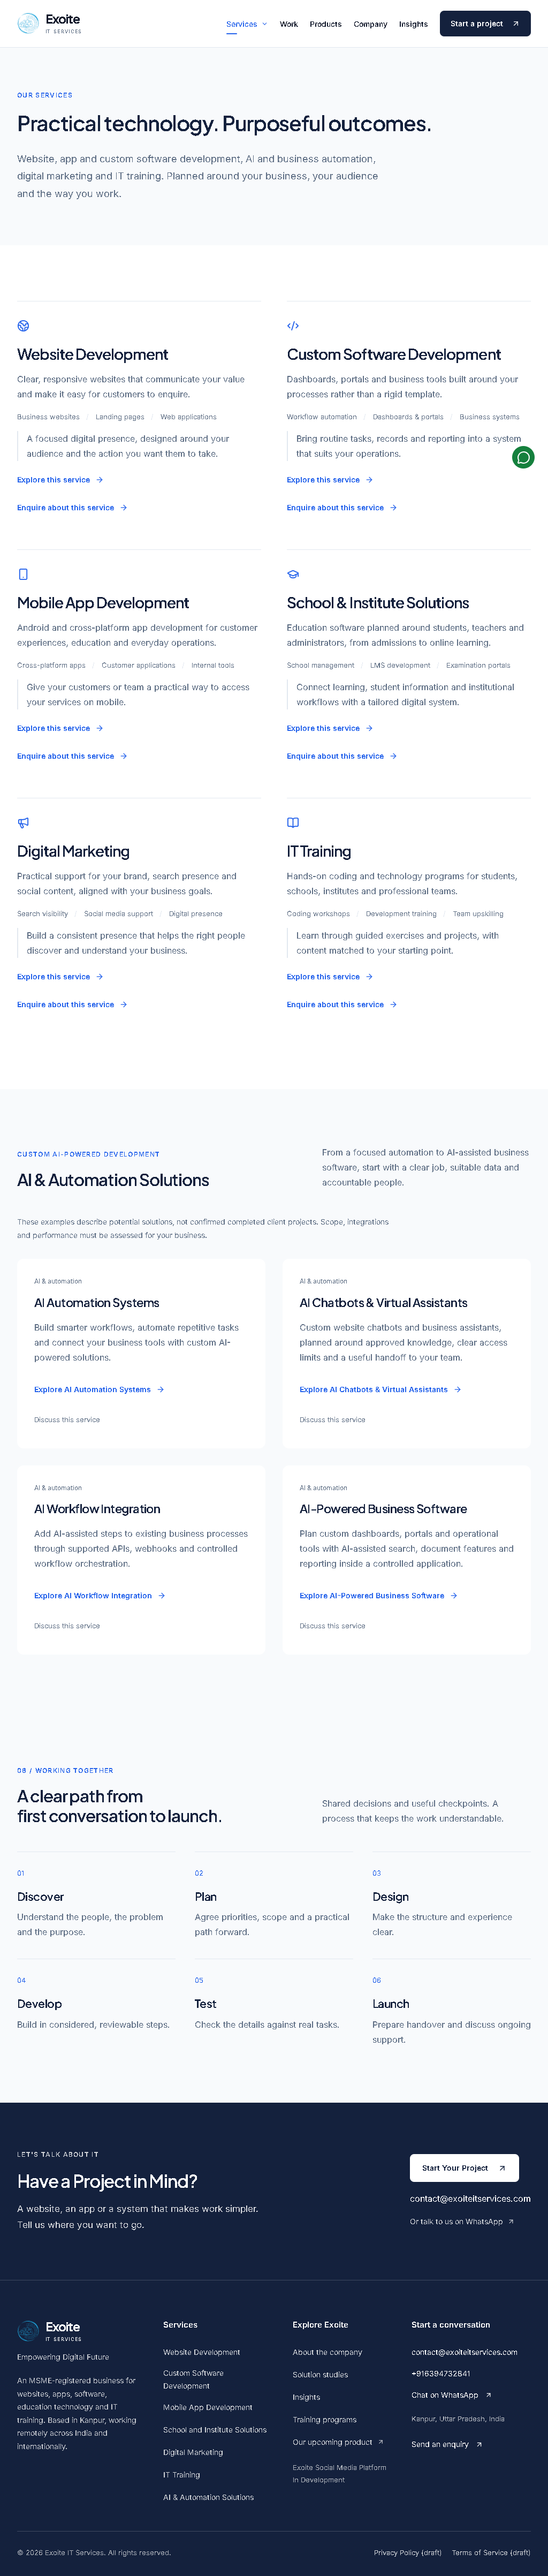 Exoite
IT SERVICES
Services
Work
Products
Company
Insights
Start a project
OUR SERVICES
Practical technology. Purposeful outcomes.
Website, app and custom software development, AI and business automation,
digital marketing and IT training. Planned around your business, your audience
and the way you work.
Website Development
Clear, responsive websites that communicate your value
and make it easy for customers to enquire.
Business websites / Landing pages / Web applications
A focused digital presence, designed around your
audience and the action you want them to take.
Explore this service
Enquire about this service
Custom Software Development
Dashboards, portals and business tools built around your
processes rather than a rigid template.
Workflow automation / Dashboards & portals / Business systems
Bring routine tasks, records and reporting into a system
that suits your operations.
Explore this service
Enquire about this service
Mobile App Development
Android and cross-platform app development for customer
experiences, education and everyday operations.
Cross-platform apps / Customer applications / Internal tools
Give your customers or team a practical way to access
your services on mobile.
Explore this service
Enquire about this service
School & Institute Solutions
Education software planned around students, teachers and
administrators, from admissions to online learning.
School management / LMS development / Examination portals
Connect learning, student information and institutional
workflows with a tailored digital system.
Explore this service
Enquire about this service
Digital Marketing
Practical support for your brand, search presence and
social content, aligned with your business goals.
Search visibility / Social media support / Digital presence
Build a consistent presence that helps the right people
discover and understand your business.
Explore this service
Enquire about this service
IT Training
Hands-on coding and technology programs for students,
schools, institutes and professional teams.
Coding workshops / Development training / Team upskilling
Learn through guided exercises and projects, with
content matched to your starting point.
Explore this service
Enquire about this service
CUSTOM AI-POWERED DEVELOPMENT
AI & Automation Solutions
From a focused automation to AI-assisted business
software, start with a clear job, suitable data and
accountable people.
These examples describe potential solutions, not confirmed completed client projects. Scope, integrations
and performance must be assessed for your business.
AI & automation
AI Automation Systems
Build smarter workflows, automate repetitive tasks
and connect your business tools with custom AI-
powered solutions.
Explore AI Automation Systems
Discuss this service
AI & automation
AI Chatbots & Virtual Assistants
Custom website chatbots and business assistants,
planned around approved knowledge, clear access
limits and a useful handoff to your team.
Explore AI Chatbots & Virtual Assistants
Discuss this service
AI & automation
AI Workflow Integration
Add AI-assisted steps to existing business processes
through supported APIs, webhooks and controlled
workflow orchestration.
Explore AI Workflow Integration
Discuss this service
AI & automation
AI-Powered Business Software
Plan custom dashboards, portals and operational
tools with AI-assisted search, document features and
reporting inside a controlled application.
Explore AI-Powered Business Software
Discuss this service
06 / WORKING TOGETHER
A clear path from
first conversation to launch.
Shared decisions and useful checkpoints. A
process that keeps the work understandable.
01
Discover
Understand the people, the problem
and the purpose.
02
Plan
Agree priorities, scope and a practical
path forward.
03
Design
Make the structure and experience
clear.
04
Develop
Build in considered, reviewable steps.
05
Test
Check the details against real tasks.
06
Launch
Prepare handover and discuss ongoing
support.
LET'S TALK ABOUT IT
Have a Project in Mind?
A website, an app or a system that makes work simpler.
Tell us where you want to go.
Start Your Project
contact@exoiteitservices.com
Or talk to us on WhatsApp
Exoite
IT SERVICES
Empowering Digital Future
An MSME-registered business for
websites, apps, software,
education technology and IT
training. Based in Kanpur, working
remotely across India and
internationally.
Services
Website Development
Custom Software
Development
Mobile App Development
School and Institute Solutions
Digital Marketing
IT Training
AI & Automation Solutions
Explore Exoite
About the company
Solution studies
Insights
Training programs
Our upcoming product
Exoite Social Media Platform
In Development
Start a conversation
contact@exoiteitservices.com
+916394732841
Chat on WhatsApp
Kanpur, Uttar Pradesh, India
Send an enquiry
© 2026 Exoite IT Services. All rights reserved.
Privacy Policy (draft)
Terms of Service (draft)